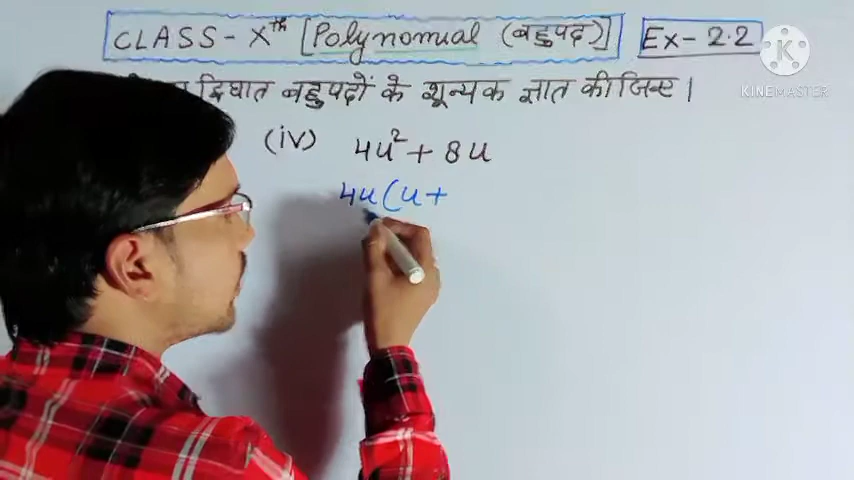 CLASS - Xth [Polynomial (बहुपद)] Ex - 2.2
द्विघात बहुपदों के शून्यक ज्ञात कीजिए।
(iv) 4u² + 8u
4u(u+
KINEMASTER